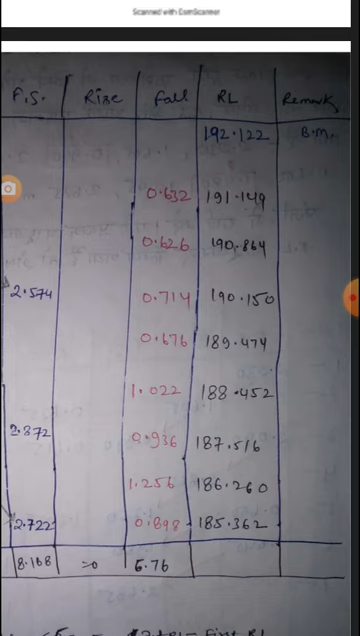 Scanned with CamScanner
F.S. Rise Fall RL Remark
192.122 B.M.
0.632 191.149
0.626 190.864
2.574 0.714 190.150
0.676 189.474
1.022 188.452
2.872 0.936 187.516
1.256 186.260
2.722 0.898 185.362
8.168 =0 6.76